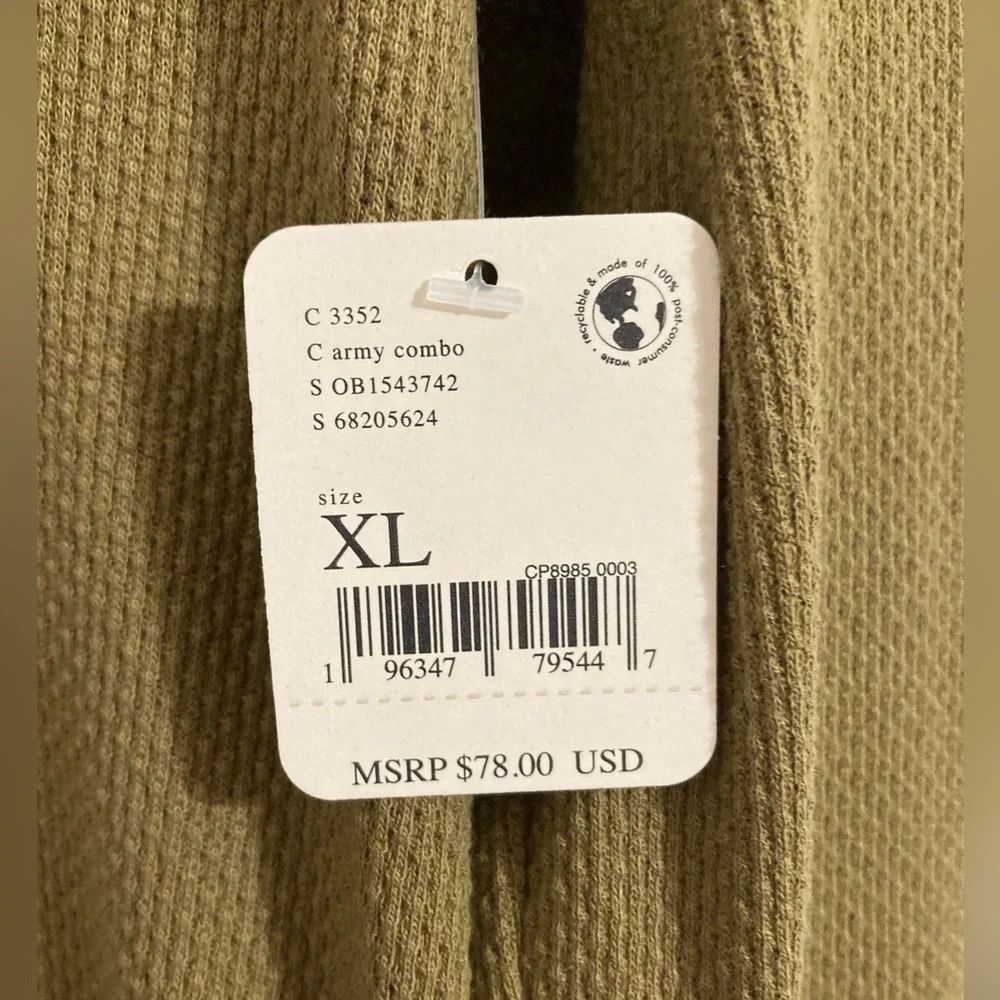 recyclable & made of 100% post-consumer waste •
C 3352
C army combo
S OB1543742
S 68205624
size
XL
CP8985 0003
1 96347 79544 7
MSRP $78.00 USD